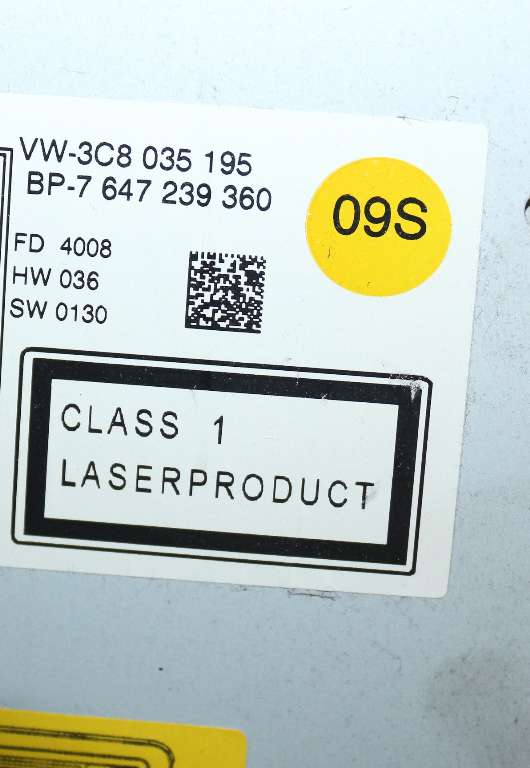 VW-3C8 035 195
BP-7 647 239 360
09S
FD 4008
HW 036
SW 0130
CLASS 1
LASERPRODUCT